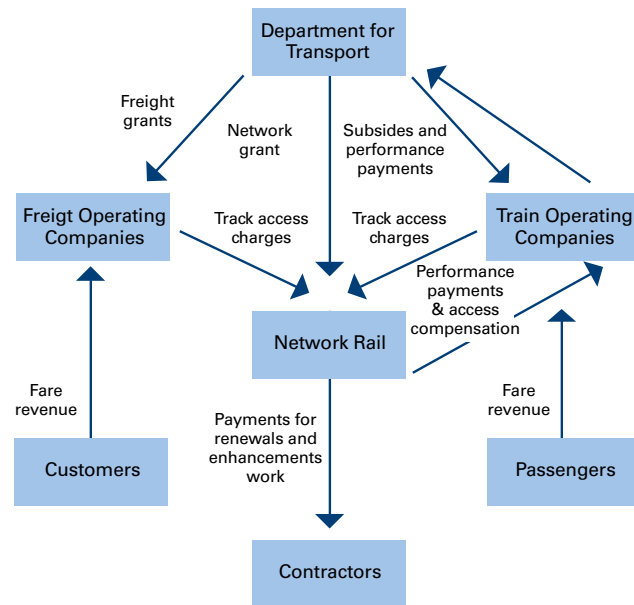 Department for
Transport
Freight
grants
Network
grant
Subsides and
performance
payments
Freigt Operating
Companies
Track access
charges
Track access
charges
Train Operating
Companies
Performance
payments
& access
compensation
Network Rail
Fare
revenue
Payments for
renewals and
enhancements
work
Fare
revenue
Customers
Passengers
Contractors